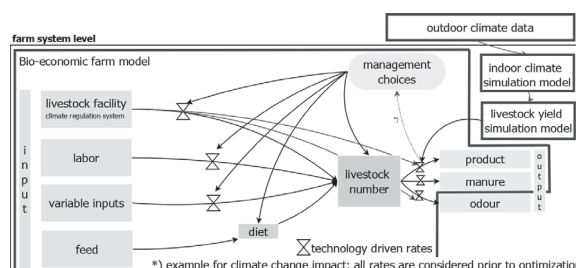 outdoor climate data
farm system level
Bio-economic farm model
management
choices
indoor climate
simulation model
livestock facility
climate regulation system
livestock yield
simulation model
*)
input
labor
livestock
number
product
output
manure
variable inputs
odour
diet
feed
technology driven rates
*) example for climate change impact; all rates are considered prior to optimization